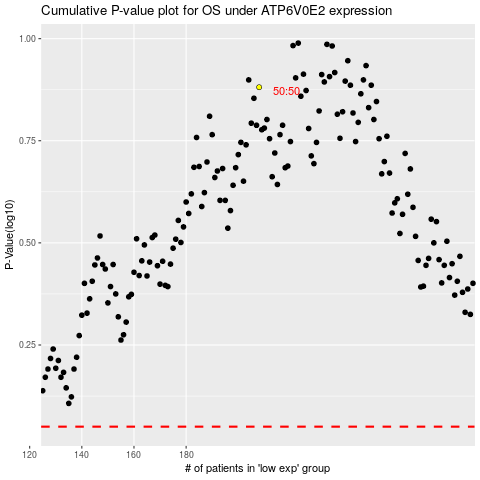 Cumulative P-value plot for OS under ATP6V0E2 expression
1.00
0.75
0.50
0.25
P-Value(log10)
50:50
120 140 160 180
# of patients in 'low exp' group